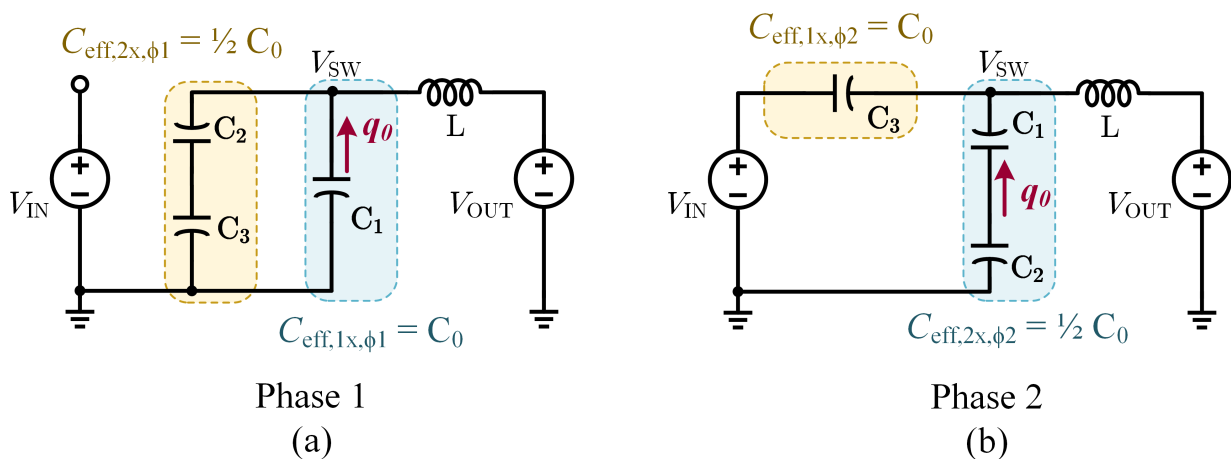 C_eff,2x,ϕ1 = ½ C₀
V_SW
C₂
q₀
L
V_IN
C₃
C₁
V_OUT
C_eff,1x,ϕ1 = C₀
Phase 1
(a)
C_eff,1x,ϕ2 = C₀
V_SW
C₃
C₁
L
q₀
V_IN
V_OUT
C₂
C_eff,2x,ϕ2 = ½ C₀
Phase 2
(b)